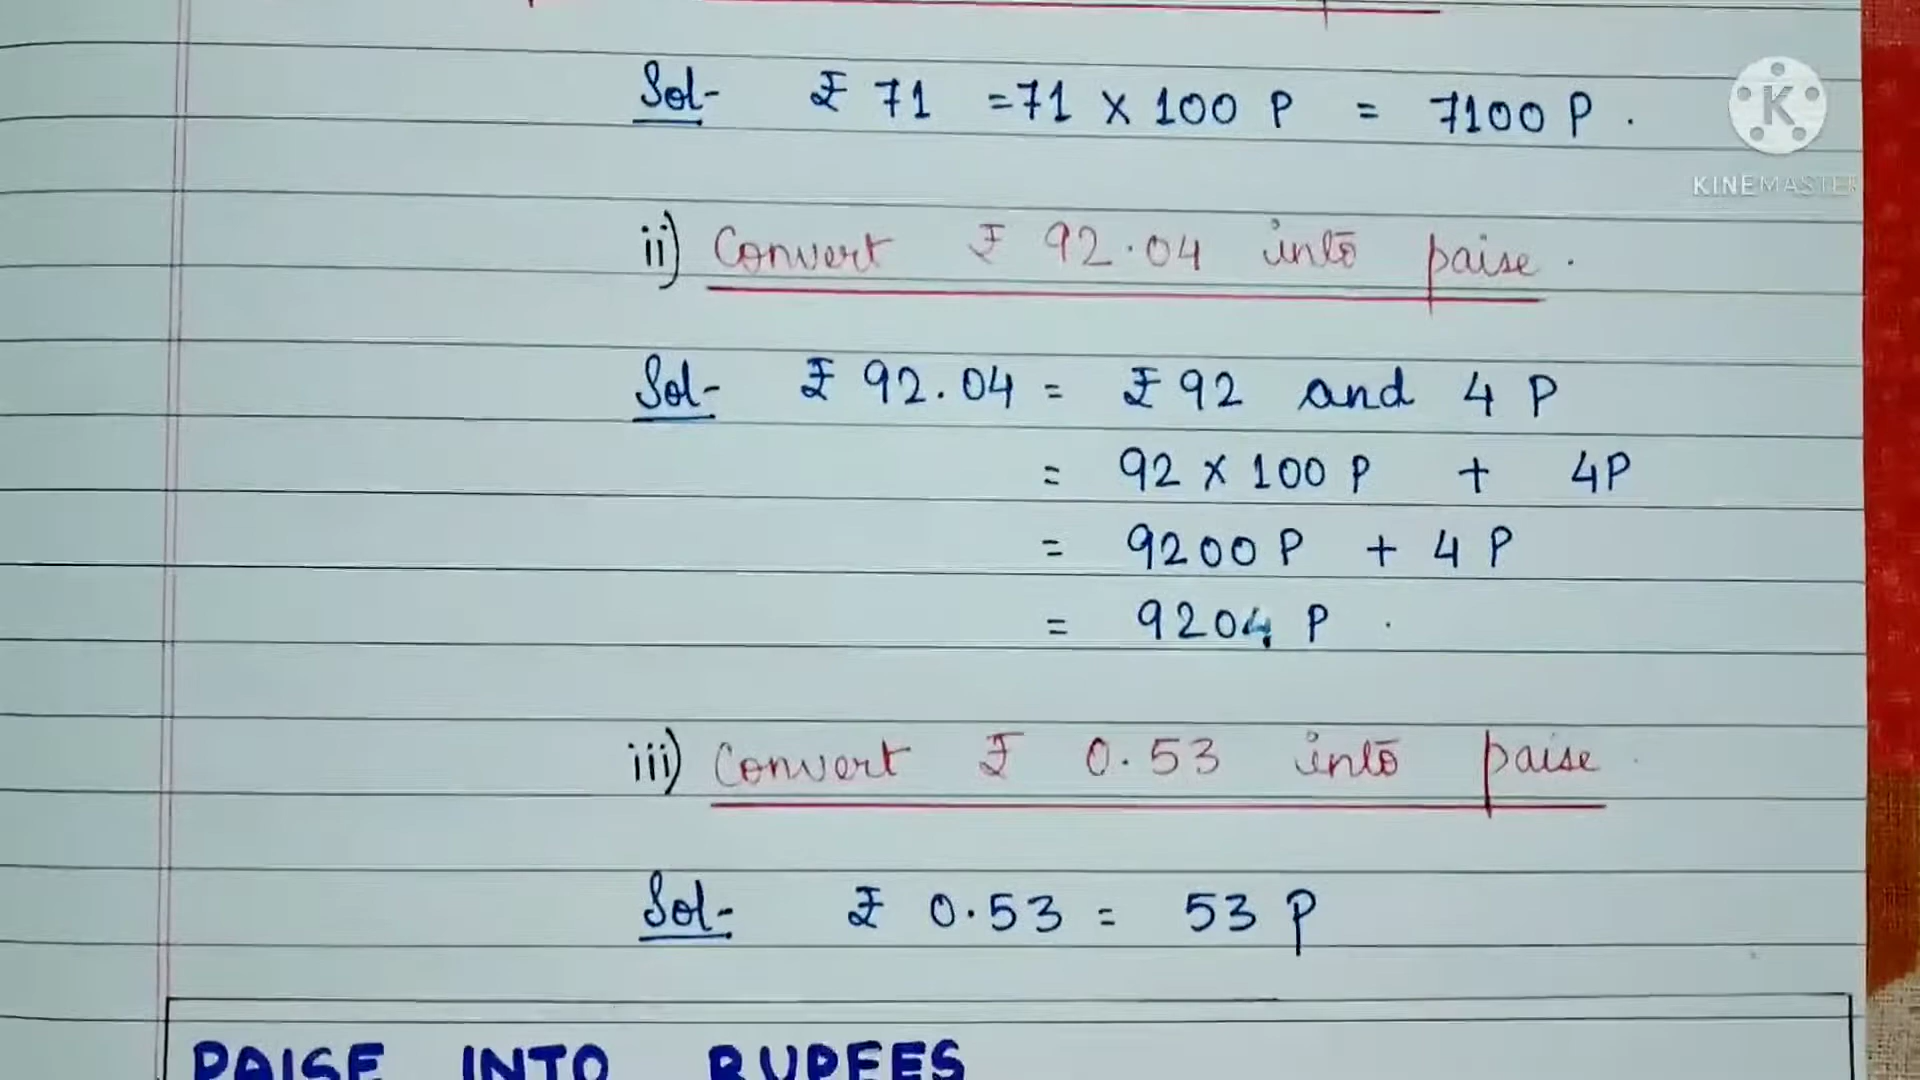 Sol- ₹ 71 = 71 x 100 P = 7100 P .
K
KINEMASTER
ii) Convert ₹ 92.04 into paise .
Sol- ₹ 92.04 = ₹ 92 and 4 P
= 92 x 100 P + 4P
= 9200 P + 4 P
= 9204 P .
iii) Convert ₹ 0.53 into paise
Sol- ₹ 0.53 = 53 P
PAISE INTO RUPEES